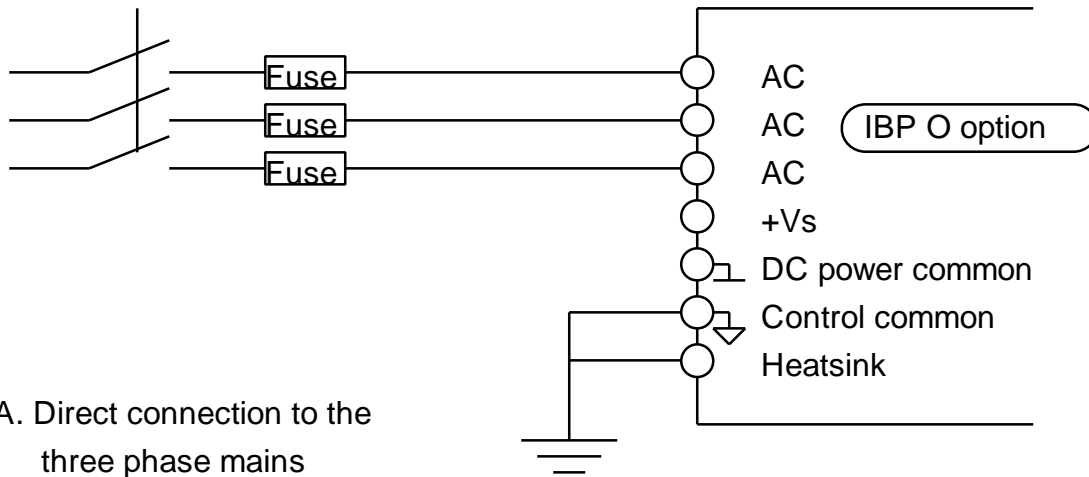 Fuse AC
Fuse AC IBP O option
Fuse AC
+Vs
DC power common
Control common
Heatsink
A. Direct connection to the
three phase mains